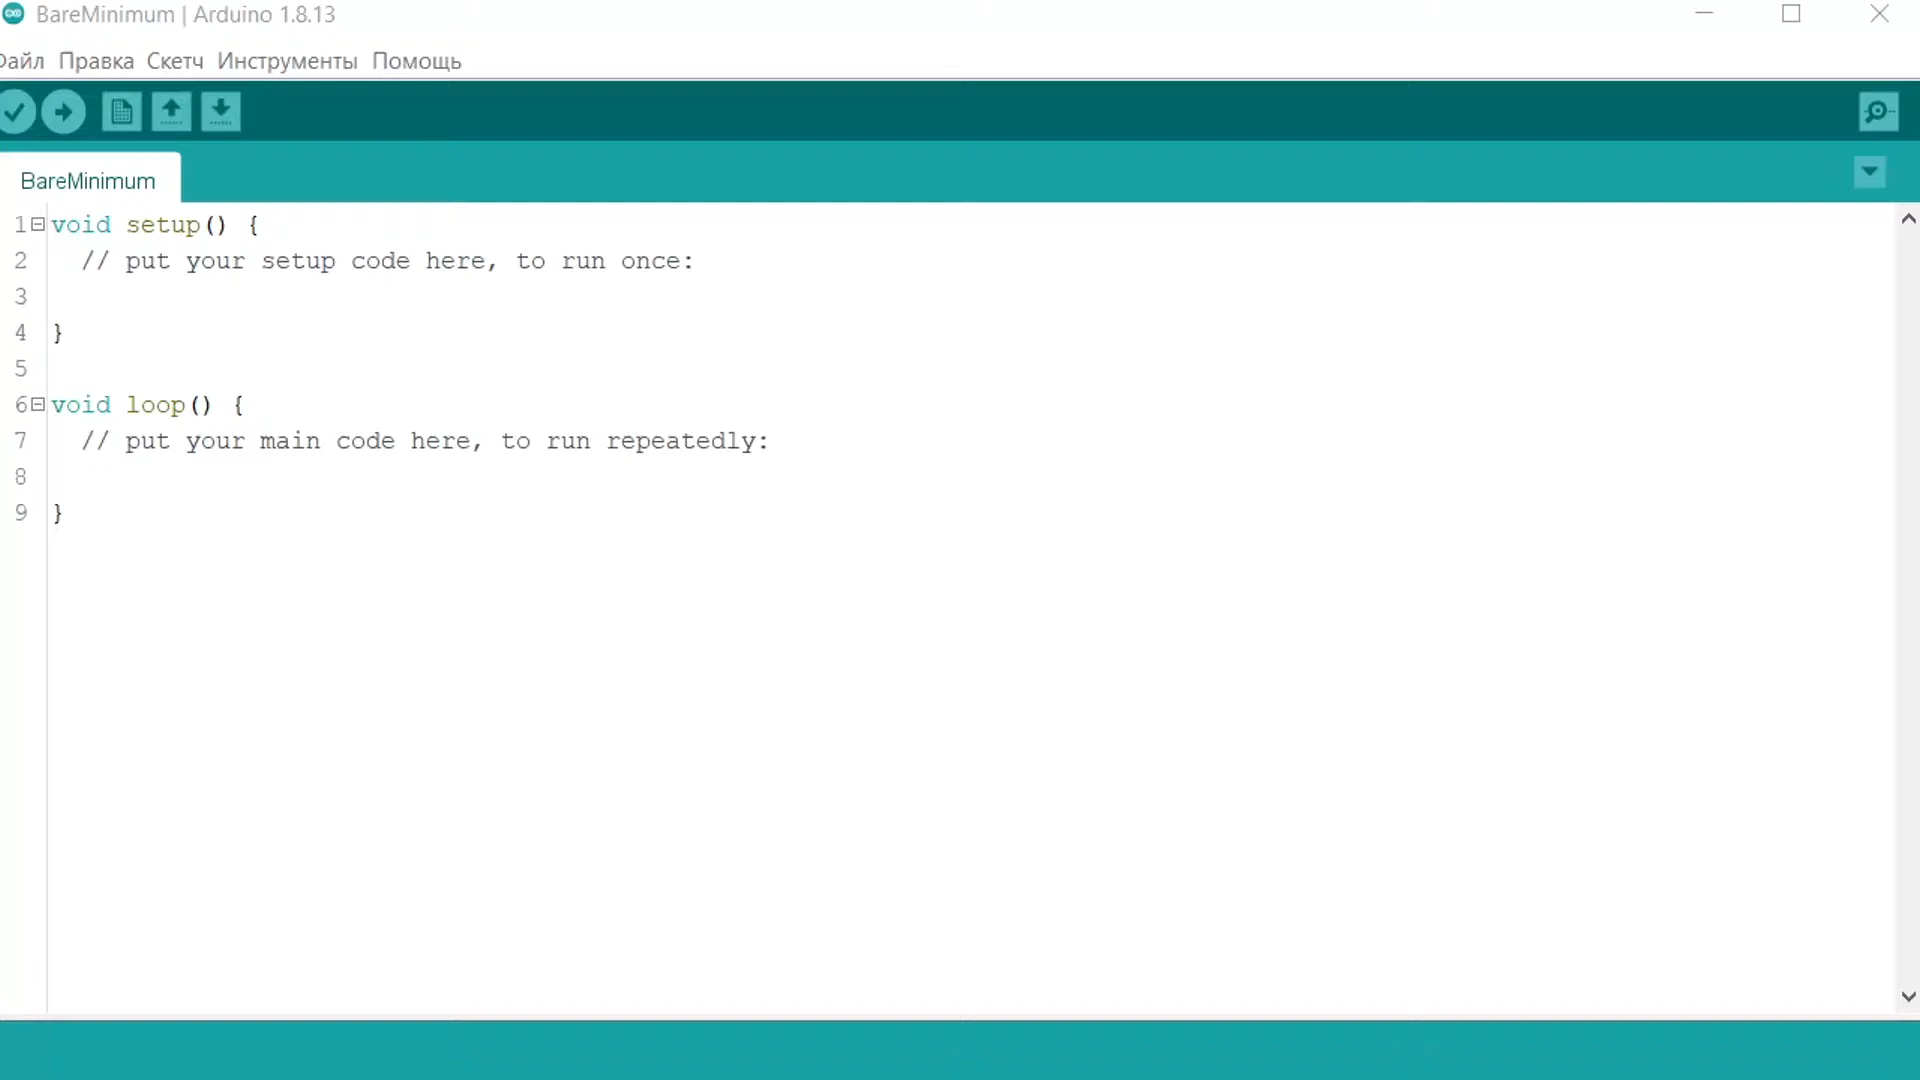 BareMinimum | Arduino 1.8.13
Файл Правка Скетч Инструменты Помощь
BareMinimum
1 void setup() {
2 // put your setup code here, to run once:
3
4 }
5
6 void loop() {
7 // put your main code here, to run repeatedly:
8
9 }